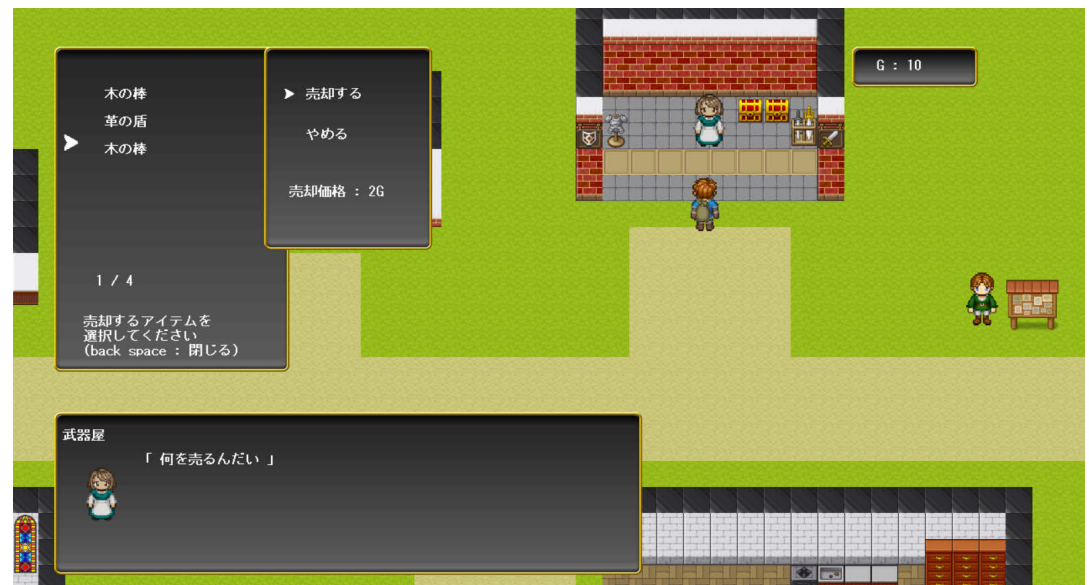 木の棒
革の盾
木の棒
1 / 4
売却するアイテムを
選択してください
(back space : 閉じる)
売却する
やめる
売却価格 : 2G
G : 10
武器屋
「 何を売るんだい 」